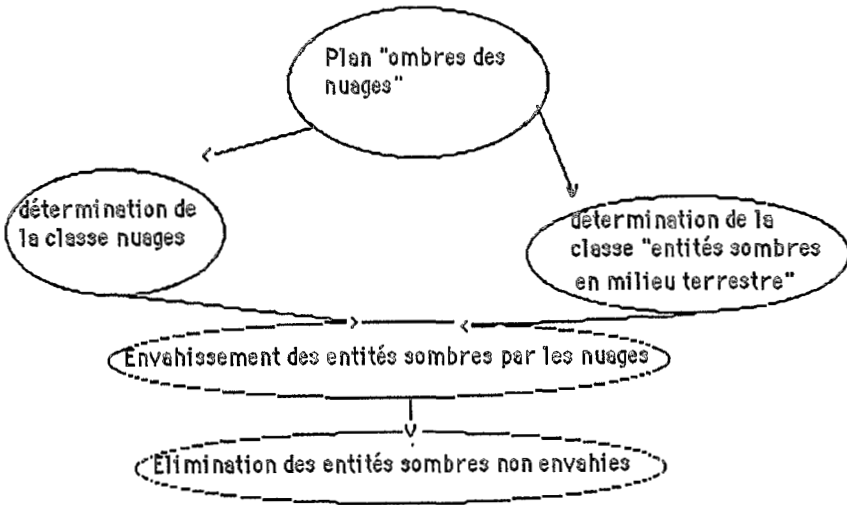 Plan "ombres des
nuages"
détermination de
la classe nuages
détermination de la
classe "entités sombres
en milieu terrestre"
Envahissement des entités sombres par les nuages
Elimination des entités sombres non envahies